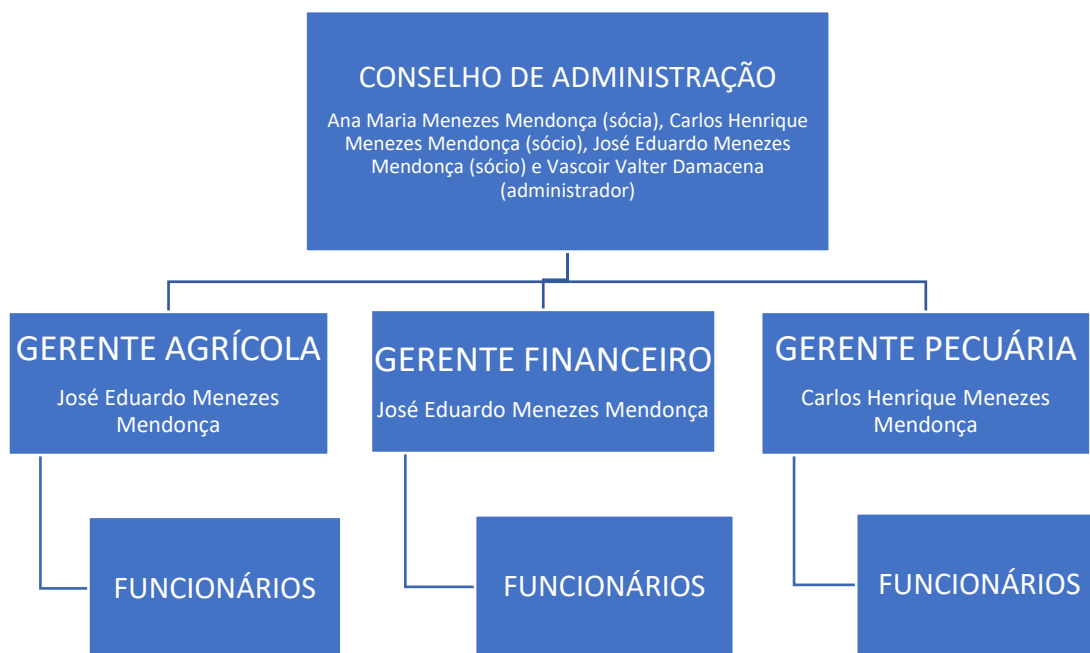 CONSELHO DE ADMINISTRAÇÃO
Ana Maria Menezes Mendonça (sócia), Carlos Henrique
Menezes Mendonça (sócio), José Eduardo Menezes
Mendonça (sócio) e Vascoir Valter Damacena
(administrador)
GERENTE AGRÍCOLA
José Eduardo Menezes
Mendonça
GERENTE FINANCEIRO
José Eduardo Menezes Mendonça
GERENTE PECUÁRIA
Carlos Henrique Menezes
Mendonça
FUNCIONÁRIOS
FUNCIONÁRIOS
FUNCIONÁRIOS